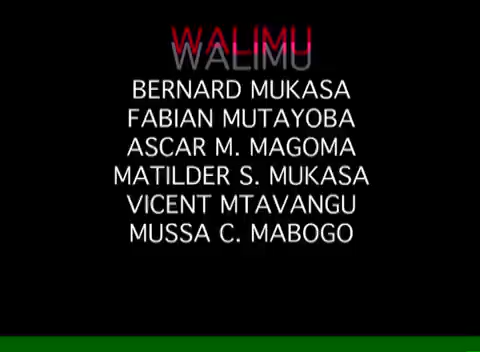 WALIMU
BERNARD MUKASA
FABIAN MUTAYOBA
ASCAR M. MAGOMA
MATILDER S. MUKASA
VICENT MTAVANGU
MUSSA C. MABOGO